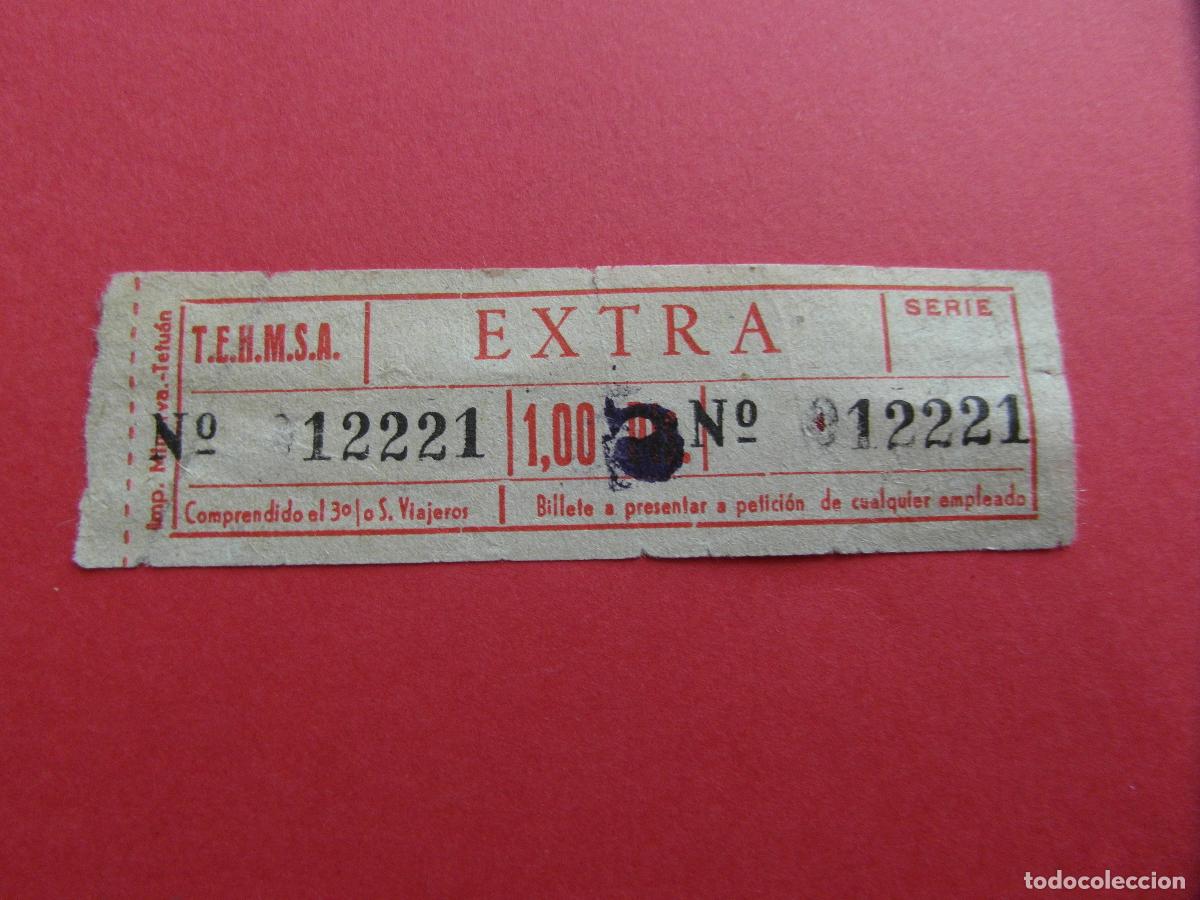 Imp. Minerva.-Tetuán
T.E.H.M.S.A.
EXTRA
SERIE
Nº 012221
1,00
Nº 012221
Comprendido el 3º|o S. Viajeros
Billete a presentar a petición de cualquier empleado
todocoleccion